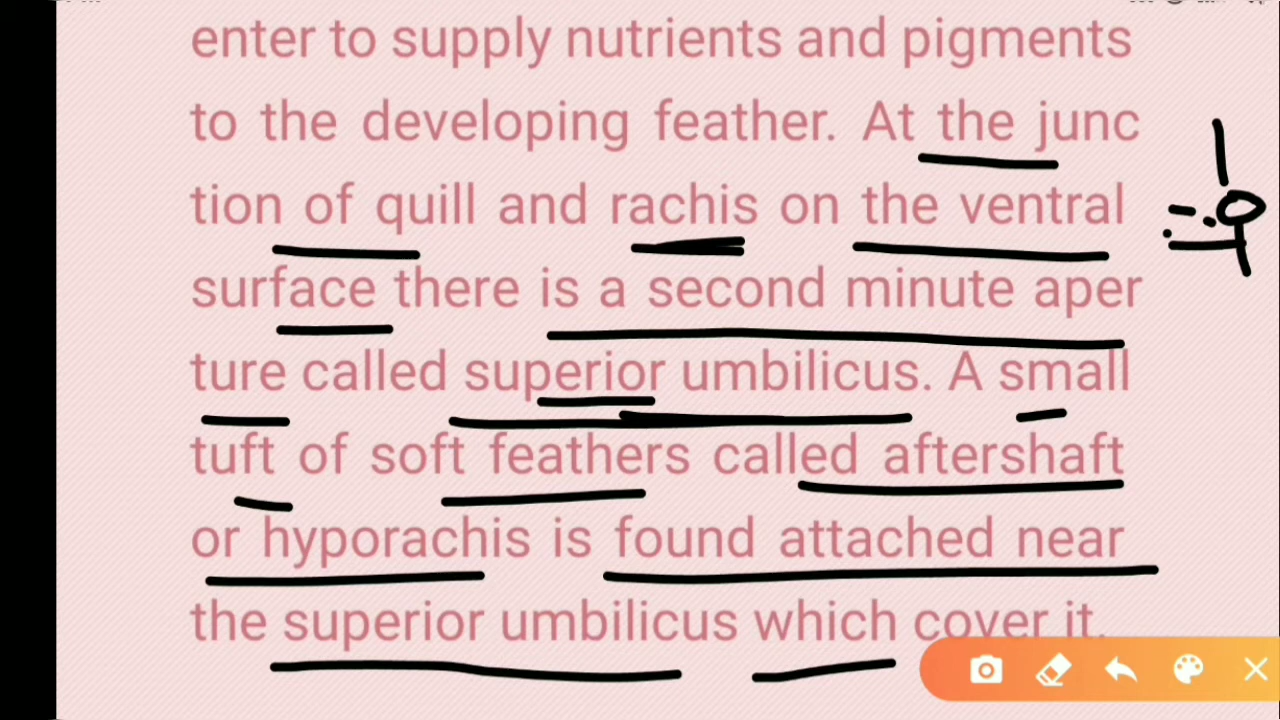 enter to supply nutrients and pigments
to the developing feather. At the junc
tion of quill and rachis on the ventral
surface there is a second minute aper
ture called superior umbilicus. A small
tuft of soft feathers called aftershaft
or hyporachis is found attached near
the superior umbilicus which cover it.